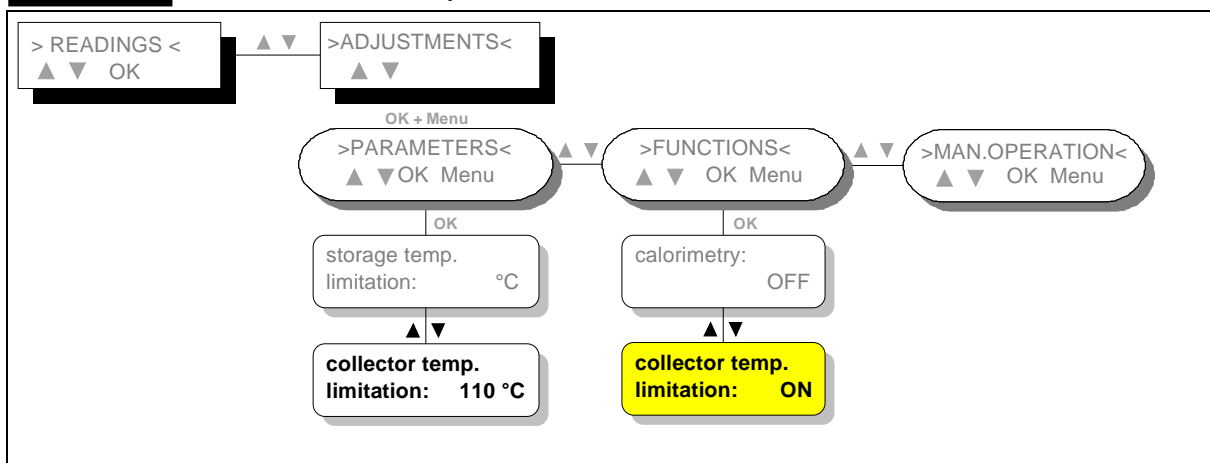 > READINGS <
▲ ▼ OK
▲ ▼
>ADJUSTMENTS<
▲ ▼
OK + Menu
>PARAMETERS<
▲ ▼OK Menu
▲ ▼
>FUNCTIONS<
▲ ▼ OK Menu
▲ ▼
>MAN.OPERATION<
▲ ▼ OK Menu
OK
OK
storage temp.
limitation: °C
calorimetry:
OFF
▲ ▼
▲ ▼
collector temp.
limitation: 110 °C
collector temp.
limitation: ON